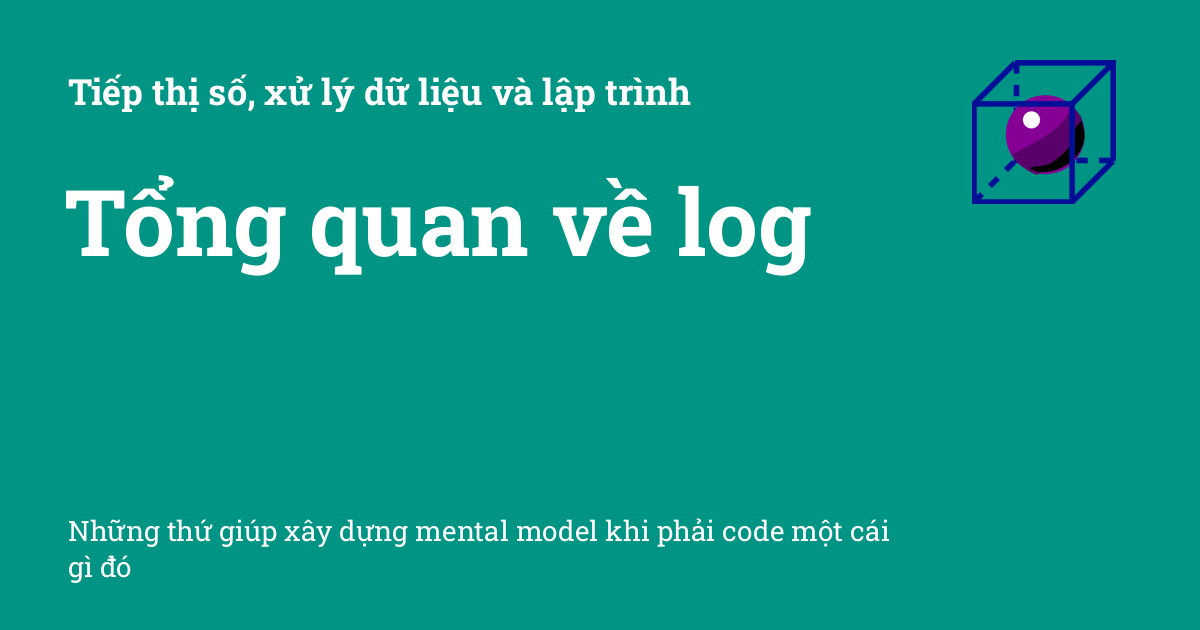 Tiếp thị số, xử lý dữ liệu và lập trình
Tổng quan về log
Những thứ giúp xây dựng mental model khi phải code một cái
gì đó